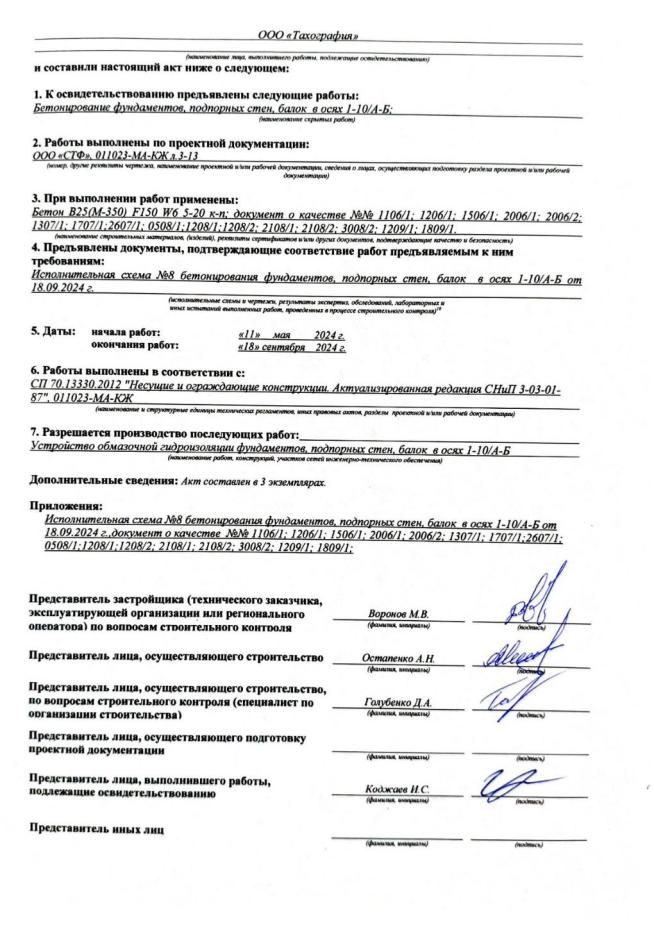 ООО «Тахография»
(наименование лица, выполнившего работы, подлежащие освидетельствованию)
и составили настоящий акт ниже о следующем:
1. К освидетельствованию предъявлены следующие работы:
Бетонирование фундаментов, подпорных стен, балок в осях 1-10/А-Б;
(наименование скрытых работ)
2. Работы выполнены по проектной документации:
ООО «СТФ», 011023-МА-КЖ л.3-13
(номер, другие реквизиты чертежа, наименование проектной и/или рабочей документации, сведения о лицах, осуществляющих подготовку раздела проектной и/или рабочей
документации)
3. При выполнении работ применены:
Бетон В25(М-350) F150 W6 5-20 к-п; документ о качестве №№ 1106/1; 1206/1; 1506/1; 2006/1; 2006/2;
1307/1; 1707/1;2607/1; 0508/1;1208/1;1208/2; 2108/1; 2108/2; 3008/2; 1209/1; 1809/1.
(наименование строительных материалов, (изделий), реквизиты сертификатов и/или других документов, подтверждающих качество и безопасность)
4. Предъявлены документы, подтверждающие соответствие работ предъявляемым к ним
требованиям:
Исполнительная схема №8 бетонирования фундаментов, подпорных стен, балок в осях 1-10/А-Б от
18.09.2024 г.
(исполнительные схемы и чертежи, результаты экспертиз, обследований, лабораторных и
иных испытаний выполненных работ, проведенных в процессе строительного контроля)¹⁰
5. Даты: начала работ: «11» мая 2024 г.
окончания работ: «18» сентября 2024 г.
6. Работы выполнены в соответствии с:
СП 70.13330.2012 "Несущие и ограждающие конструкции. Актуализированная редакция СНиП 3-03-01-
87", 011023-МА-КЖ
(наименование и структурные единицы технических регламентов, иных правовых актов, разделы проектной и/или рабочей документации)
7. Разрешается производство последующих работ:
Устройство обмазочной гидроизоляции фундаментов, подпорных стен, балок в осях 1-10/А-Б
(наименование работ, конструкций, участков сетей инженерно-технического обеспечения)
Дополнительные сведения: Акт составлен в 3 экземплярах.
Приложения:
Исполнительная схема №8 бетонирования фундаментов, подпорных стен, балок в осях 1-10/А-Б от
18.09.2024 г.,документ о качестве №№ 1106/1; 1206/1; 1506/1; 2006/1; 2006/2; 1307/1; 1707/1;2607/1;
0508/1;1208/1;1208/2; 2108/1; 2108/2; 3008/2; 1209/1; 1809/1;
Представитель застройщика (технического заказчика,
эксплуатирующей организации или регионального
оператора) по вопросам строительного контроля Воронов М.В.
(фамилия, инициалы) (подпись)
Представитель лица, осуществляющего строительство Остапенко А.Н.
(фамилия, инициалы) (подпись)
Представитель лица, осуществляющего строительство,
по вопросам строительного контроля (специалист по Голубенко Д.А.
организации строительства) (фамилия, инициалы) (подпись)
Представитель лица, осуществляющего подготовку
проектной документации
(фамилия, инициалы) (подпись)
Представитель лица, выполнившего работы,
подлежащие освидетельствованию Коджаев И.С.
(фамилия, инициалы) (подпись)
Представитель иных лиц
(фамилия, инициалы) (подпись)